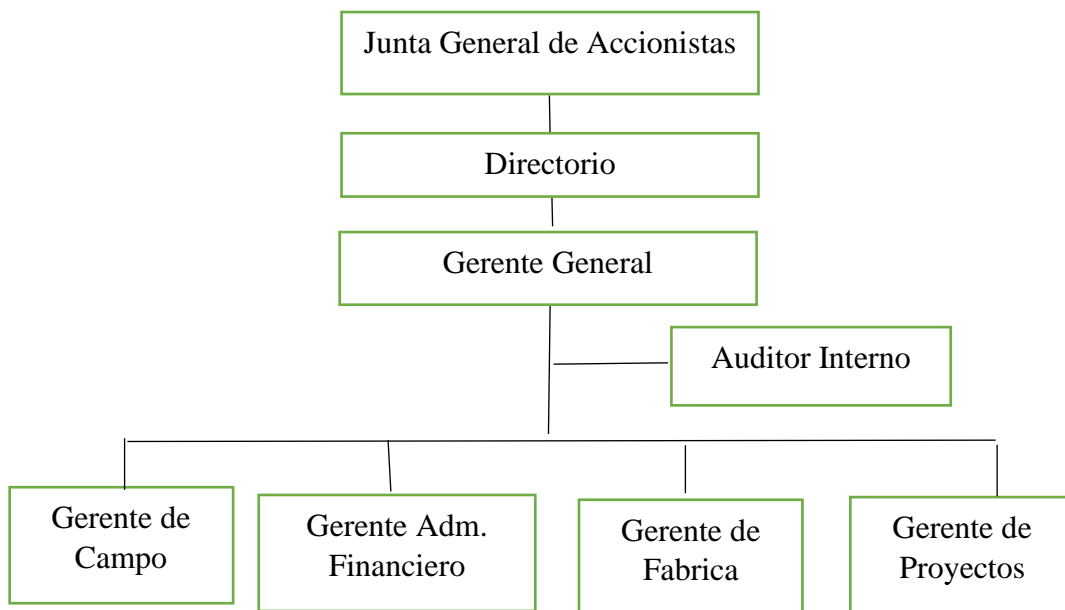 Junta General de Accionistas
Directorio
Gerente General
Auditor Interno
Gerente de
Campo
Gerente Adm.
Financiero
Gerente de
Fabrica
Gerente de
Proyectos